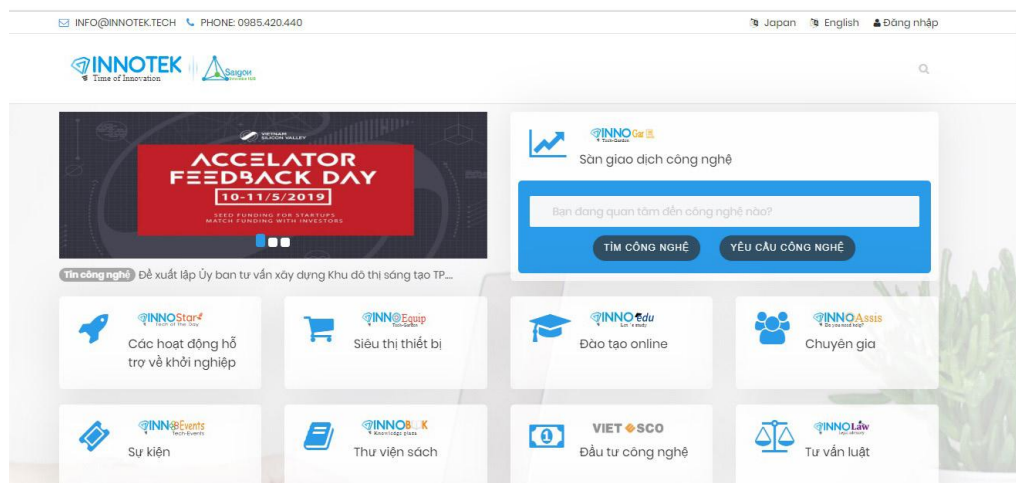 INFO@INNOTEK.TECH PHONE: 0985.420.440
Japan English Đăng nhập
INNOTEK
Time of Innovation
SAIGON
VIETNAM
SILICON VALLEY
ACCELATOR
FEEDBACK DAY
10-11/5/2019
SEED FUNDING FOR STARTUPS
MATCH FUNDING WITH INVESTORS
Tin công nghệ Đề xuất lập Ủy ban tư vấn xây dựng Khu đô thị sáng tạo TP....
INNOGar
Tech-Garden
Sàn giao dịch công nghệ
Bạn đang quan tâm đến công nghệ nào?
TÌM CÔNG NGHỆ YÊU CẦU CÔNG NGHỆ
INNOStar
Tech of the Day
Các hoạt động hỗ
trợ về khởi nghiệp
INNOEquip
Tech-Garden
Siêu thị thiết bị
INNOEdu
Let's study
Đào tạo online
INNOAssis
Do you need help?
Chuyên gia
INNOEvents
Tech-Events
Sự kiện
INNOB K
Knowledge plaza
Thư viện sách
VIET SCO
Đầu tư công nghệ
INNOLaw
Tư vấn luật